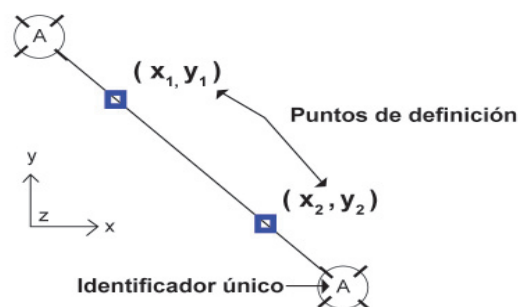 A
( x1, y1 )
Puntos de definición
y
( x2 , y2 )
z
x
Identificador único
A